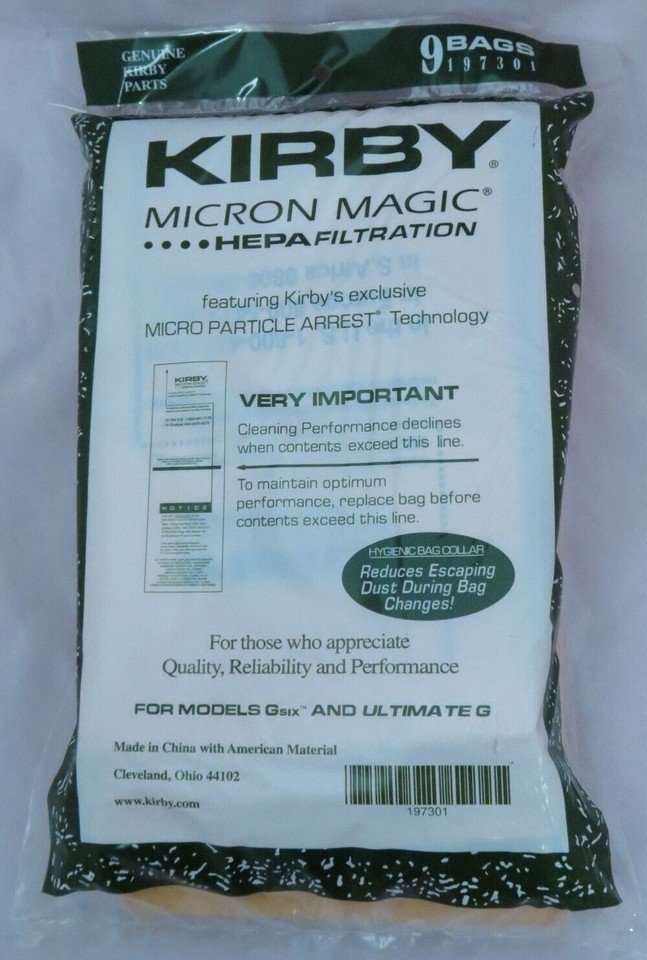 GENUINE
KIRBY
PARTS
9 BAGS
197301
KIRBY®
MICRON MAGIC®
••••HEPA FILTRATION
featuring Kirby's exclusive
MICRO PARTICLE ARREST® Technology
KIRBY
NOTICE
VERY IMPORTANT
Cleaning Performance declines
when contents exceed this line.
To maintain optimum
performance, replace bag before
contents exceed this line.
HYGIENIC BAG COLLAR
Reduces Escaping
Dust During Bag
Changes!
For those who appreciate
Quality, Reliability and Performance
FOR MODELS Gsix™ AND ULTIMATE G
Made in China with American Material
Cleveland, Ohio 44102
www.kirby.com
197301